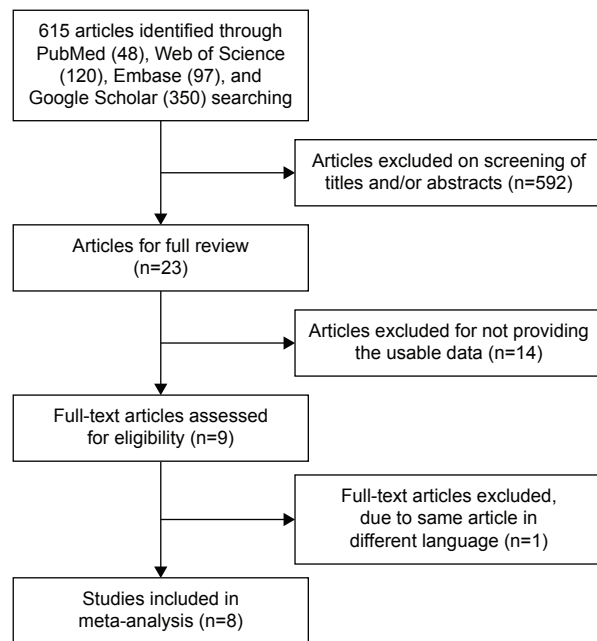 615 articles identified through
PubMed (48), Web of Science
(120), Embase (97), and
Google Scholar (350) searching
Articles excluded on screening of
titles and/or abstracts (n=592)
Articles for full review
(n=23)
Articles excluded for not providing
the usable data (n=14)
Full-text articles assessed
for eligibility (n=9)
Full-text articles excluded,
due to same article in
different language (n=1)
Studies included in
meta-analysis (n=8)